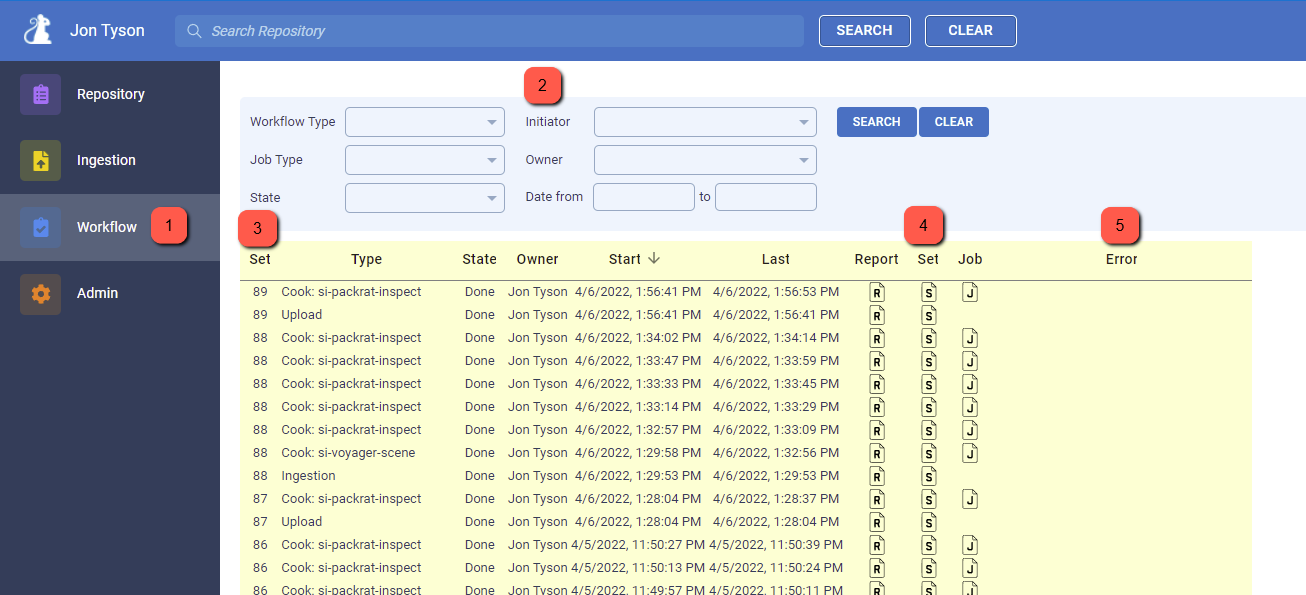 Jon Tyson Search Repository SEARCH CLEAR
Repository
Ingestion
Workflow 1
Admin
2
Workflow Type Initiator SEARCH CLEAR
Job Type Owner
State Date from to
3 4 5
Set Type State Owner Start Last Report Set Job Error
89 Cook: si-packrat-inspect Done Jon Tyson 4/6/2022, 1:56:41 PM 4/6/2022, 1:56:53 PM R S J
89 Upload Done Jon Tyson 4/6/2022, 1:56:41 PM 4/6/2022, 1:56:41 PM R S
88 Cook: si-packrat-inspect Done Jon Tyson 4/6/2022, 1:34:02 PM 4/6/2022, 1:34:14 PM R S J
88 Cook: si-packrat-inspect Done Jon Tyson 4/6/2022, 1:33:47 PM 4/6/2022, 1:33:59 PM R S J
88 Cook: si-packrat-inspect Done Jon Tyson 4/6/2022, 1:33:33 PM 4/6/2022, 1:33:45 PM R S J
88 Cook: si-packrat-inspect Done Jon Tyson 4/6/2022, 1:33:14 PM 4/6/2022, 1:33:29 PM R S J
88 Cook: si-packrat-inspect Done Jon Tyson 4/6/2022, 1:32:57 PM 4/6/2022, 1:33:09 PM R S J
88 Cook: si-voyager-scene Done Jon Tyson 4/6/2022, 1:29:58 PM 4/6/2022, 1:32:56 PM R S J
88 Ingestion Done Jon Tyson 4/6/2022, 1:29:53 PM 4/6/2022, 1:29:53 PM R S
87 Cook: si-packrat-inspect Done Jon Tyson 4/6/2022, 1:28:04 PM 4/6/2022, 1:28:37 PM R S J
87 Upload Done Jon Tyson 4/6/2022, 1:28:04 PM 4/6/2022, 1:28:04 PM R S
86 Cook: si-packrat-inspect Done Jon Tyson 4/5/2022, 11:50:27 PM 4/5/2022, 11:50:39 PM R S J
86 Cook: si-packrat-inspect Done Jon Tyson 4/5/2022, 11:50:13 PM 4/5/2022, 11:50:24 PM R S J
86 Cook: si-packrat-inspect Done Jon Tyson 4/5/2022, 11:49:57 PM 4/5/2022, 11:50:11 PM R S J